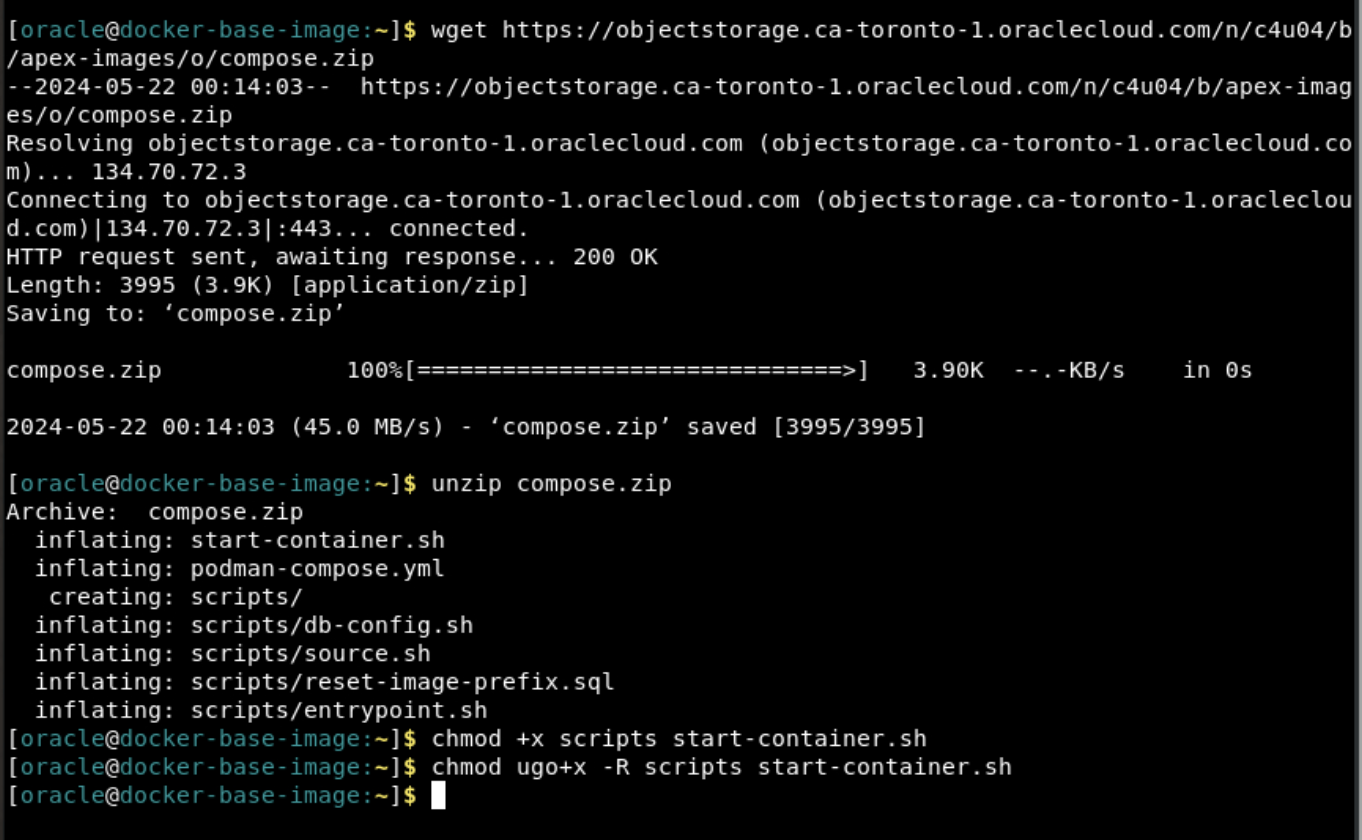 [oracle@docker-base-image:~]$ wget https://objectstorage.ca-toronto-1.oraclecloud.com/n/c4u04/b
/apex-images/o/compose.zip
--2024-05-22 00:14:03--  https://objectstorage.ca-toronto-1.oraclecloud.com/n/c4u04/b/apex-imag
es/o/compose.zip
Resolving objectstorage.ca-toronto-1.oraclecloud.com (objectstorage.ca-toronto-1.oraclecloud.co
m)... 134.70.72.3
Connecting to objectstorage.ca-toronto-1.oraclecloud.com (objectstorage.ca-toronto-1.oracleclou
d.com)|134.70.72.3|:443... connected.
HTTP request sent, awaiting response... 200 OK
Length: 3995 (3.9K) [application/zip]
Saving to: ‘compose.zip’
compose.zip             100%[==============================>]   3.90K  --.-KB/s    in 0s
2024-05-22 00:14:03 (45.0 MB/s) - ‘compose.zip’ saved [3995/3995]
[oracle@docker-base-image:~]$ unzip compose.zip
Archive:  compose.zip
  inflating: start-container.sh
  inflating: podman-compose.yml
   creating: scripts/
  inflating: scripts/db-config.sh
  inflating: scripts/source.sh
  inflating: scripts/reset-image-prefix.sql
  inflating: scripts/entrypoint.sh
[oracle@docker-base-image:~]$ chmod +x scripts start-container.sh
[oracle@docker-base-image:~]$ chmod ugo+x -R scripts start-container.sh
[oracle@docker-base-image:~]$